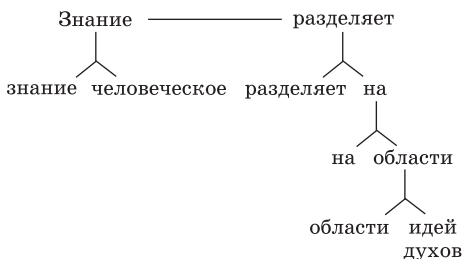 Знание разделяет
знание человеческое разделяет на
на области
области идей
духов